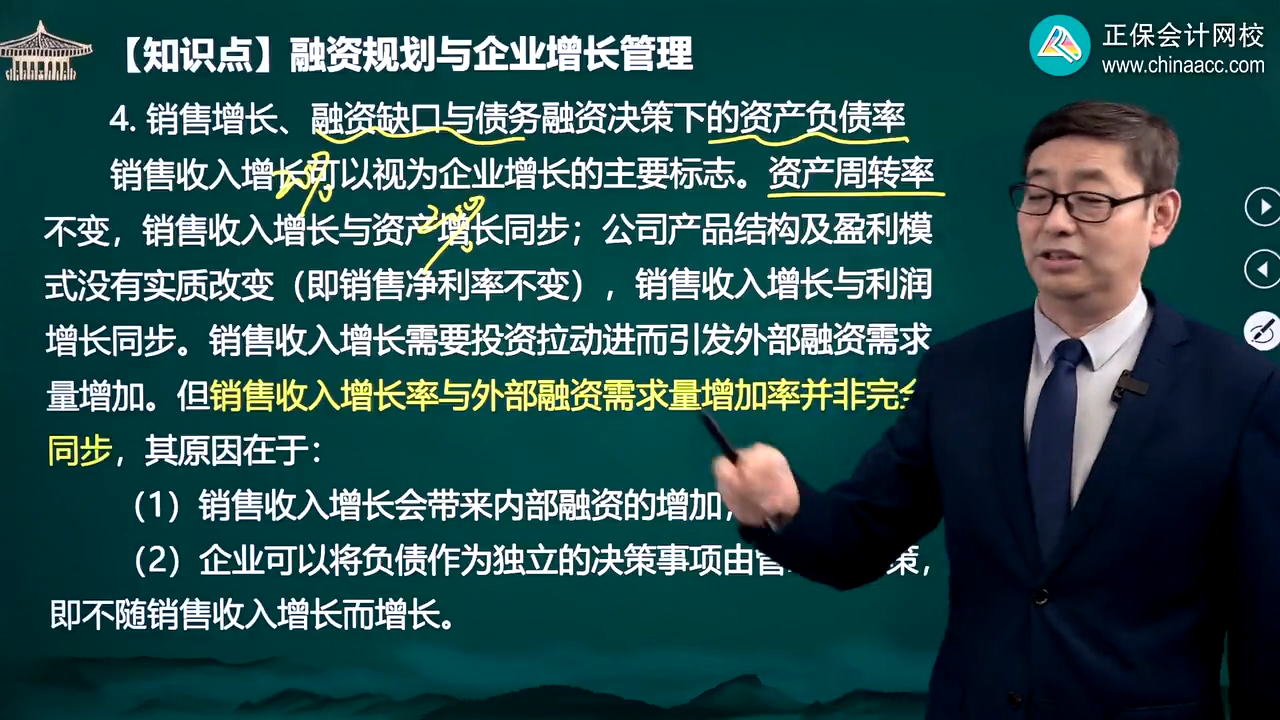 【知识点】融资规划与企业增长管理
正保会计网校
www.chinaacc.com
4. 销售增长、融资缺口与债务融资决策下的资产负债率
销售收入增长可以视为企业增长的主要标志。资产周转率
20%
不变，销售收入增长与资产增长同步；公司产品结构及盈利模
20%
式没有实质改变（即销售净利率不变），销售收入增长与利润
增长同步。销售收入增长需要投资拉动进而引发外部融资需求
量增加。但销售收入增长率与外部融资需求量增加率并非完全
同步，其原因在于：
（1）销售收入增长会带来内部融资的增加，
（2）企业可以将负债作为独立的决策事项由管 策，
即不随销售收入增长而增长。